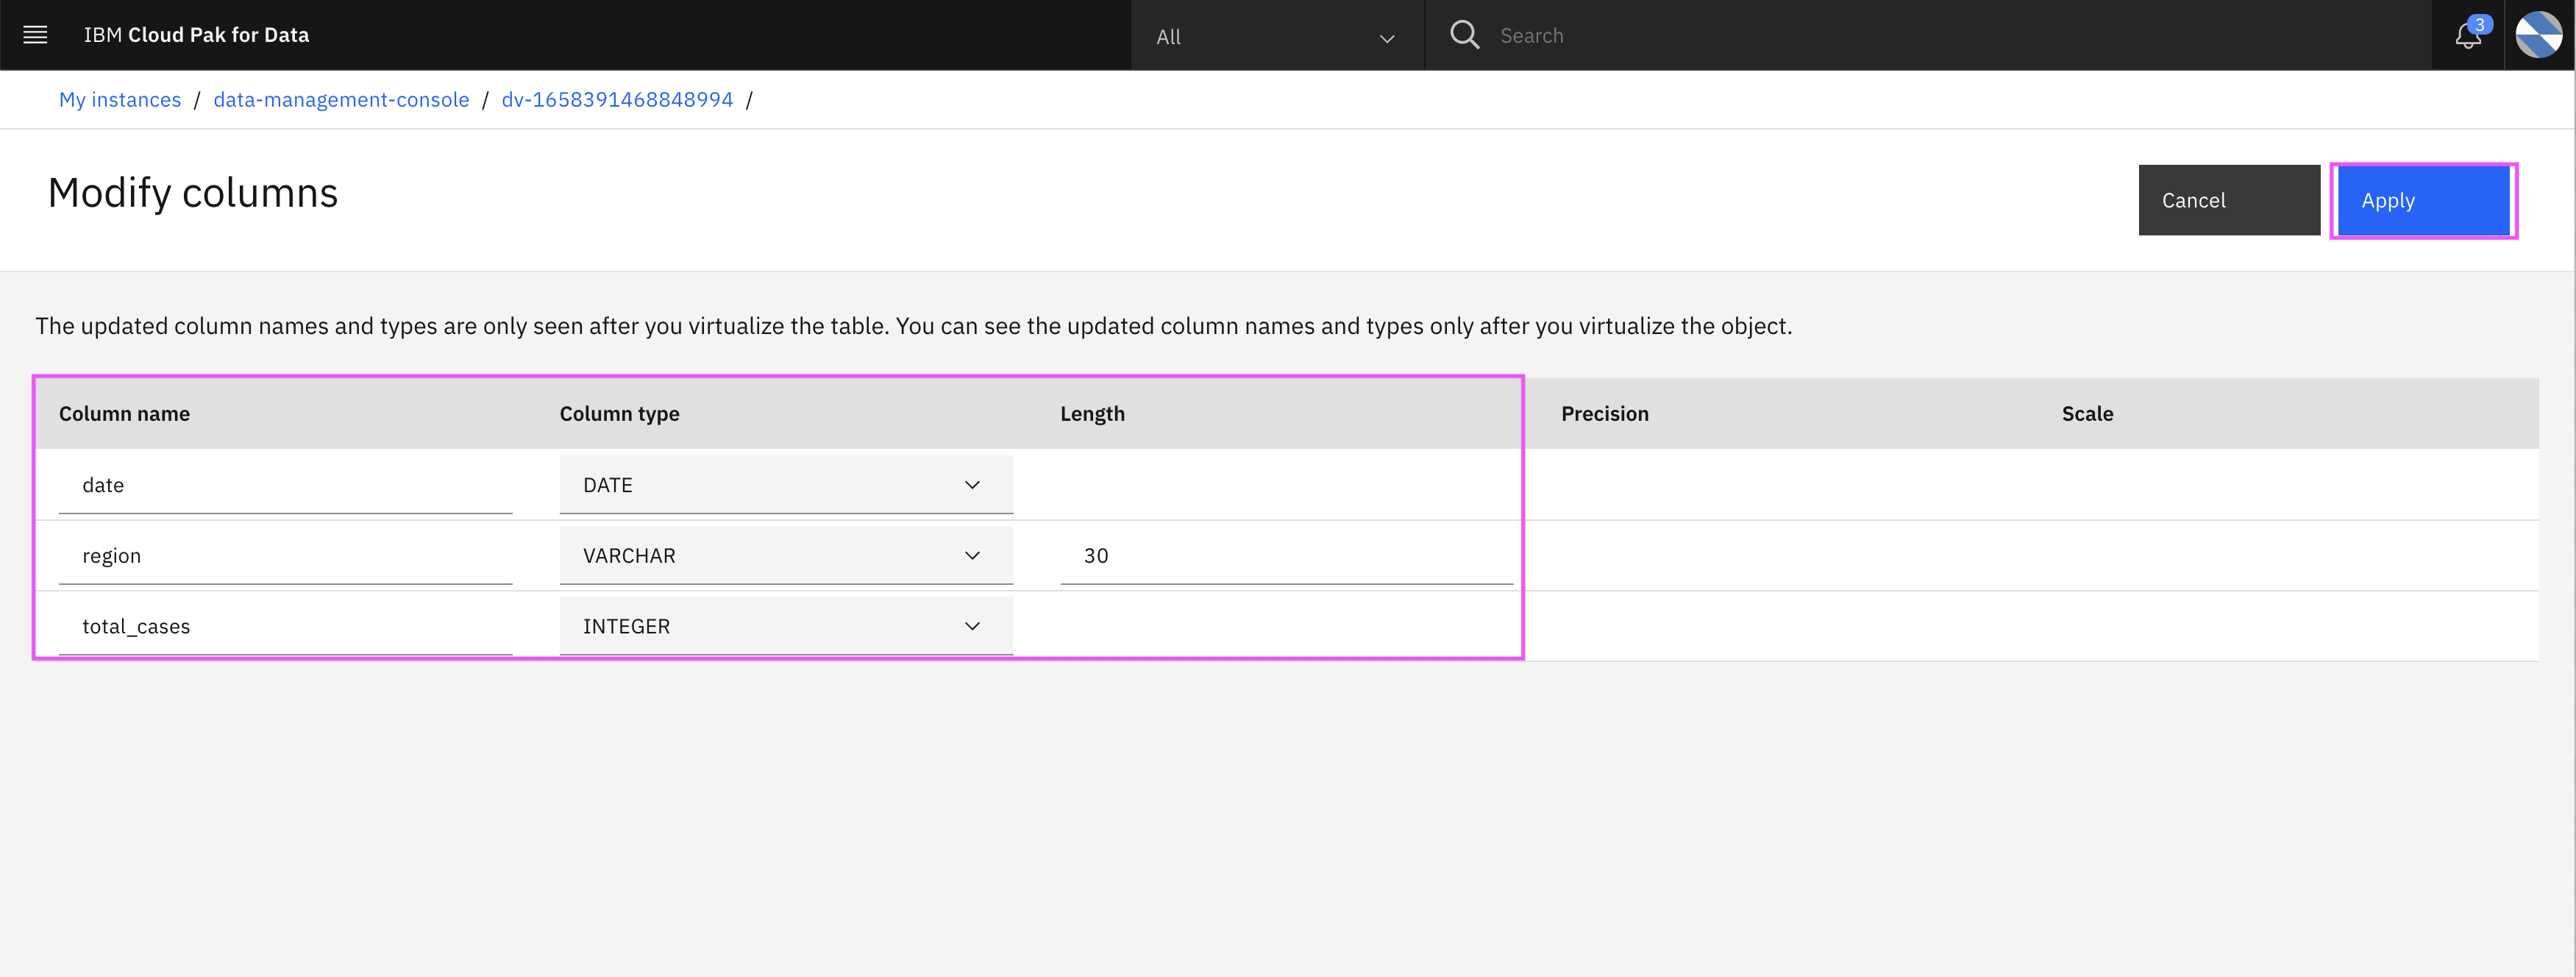 IBM Cloud Pak for Data
All
Search
3
My instances / data-management-console / dv-1658391468848994 /
Modify columns
Cancel
Apply
The updated column names and types are only seen after you virtualize the table. You can see the updated column names and types only after you virtualize the object.
Column name Column type Length Precision Scale
date DATE
region VARCHAR 30
total_cases INTEGER